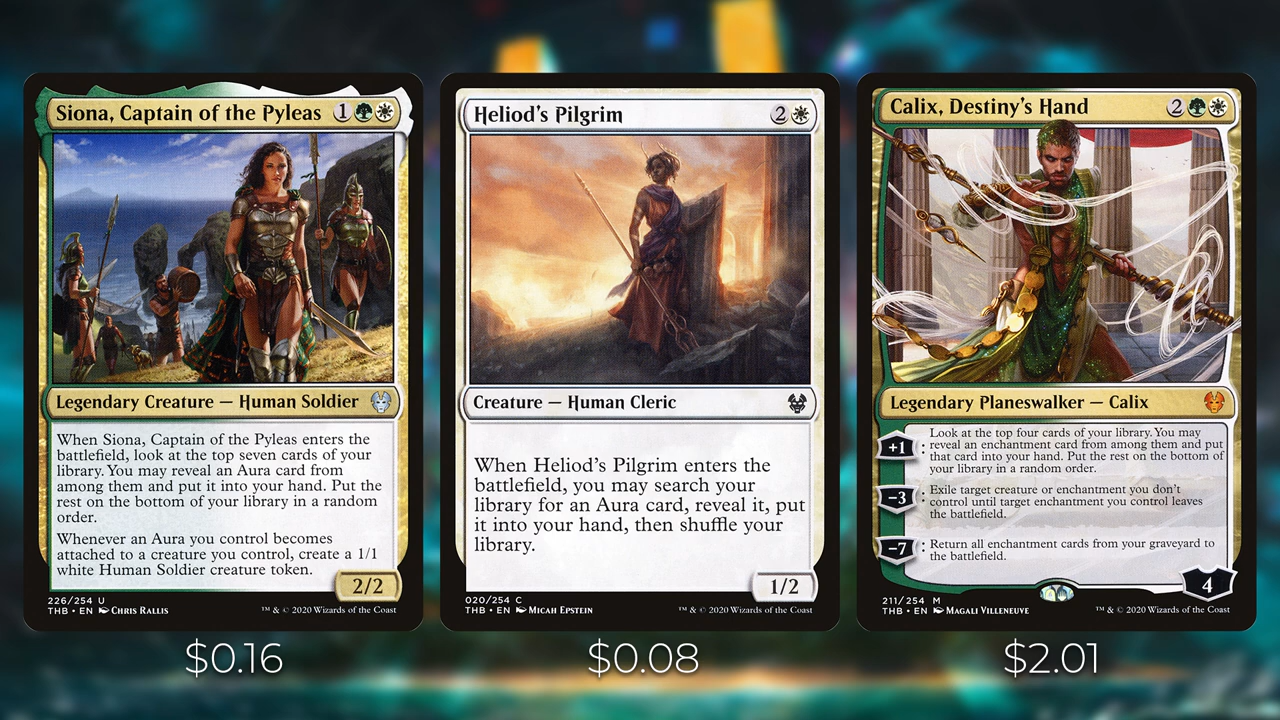 Siona, Captain of the Pyleas 1
Legendary Creature — Human Soldier
When Siona, Captain of the Pyleas enters the
battlefield, look at the top seven cards of your
library. You may reveal an Aura card from
among them and put it into your hand. Put the
rest on the bottom of your library in a random
order.
Whenever an Aura you control becomes
attached to a creature you control, create a 1/1
white Human Soldier creature token.
2/2
226/254 U
THB • EN Chris Rallis
™ & © 2020 Wizards of the Coast
$0.16
Heliod's Pilgrim 2
Creature — Human Cleric
When Heliod's Pilgrim enters the
battlefield, you may search your
library for an Aura card, reveal it, put
it into your hand, then shuffle your
library.
1/2
020/254 C
THB • EN Micah Epstein
™ & © 2020 Wizards of the Coast
$0.08
Calix, Destiny's Hand 2
Legendary Planeswalker — Calix
+1 : Look at the top four cards of your library. You may
reveal an enchantment card from among them and put
that card into your hand. Put the rest on the bottom of
your library in a random order.
−3 : Exile target creature or enchantment you don't
control until target enchantment you control leaves
the battlefield.
−7 : Return all enchantment cards from your graveyard to
the battlefield.
4
211/254 M
THB • EN Magali Villeneuve
™ & © 2020 Wizards of the Coast
$2.01